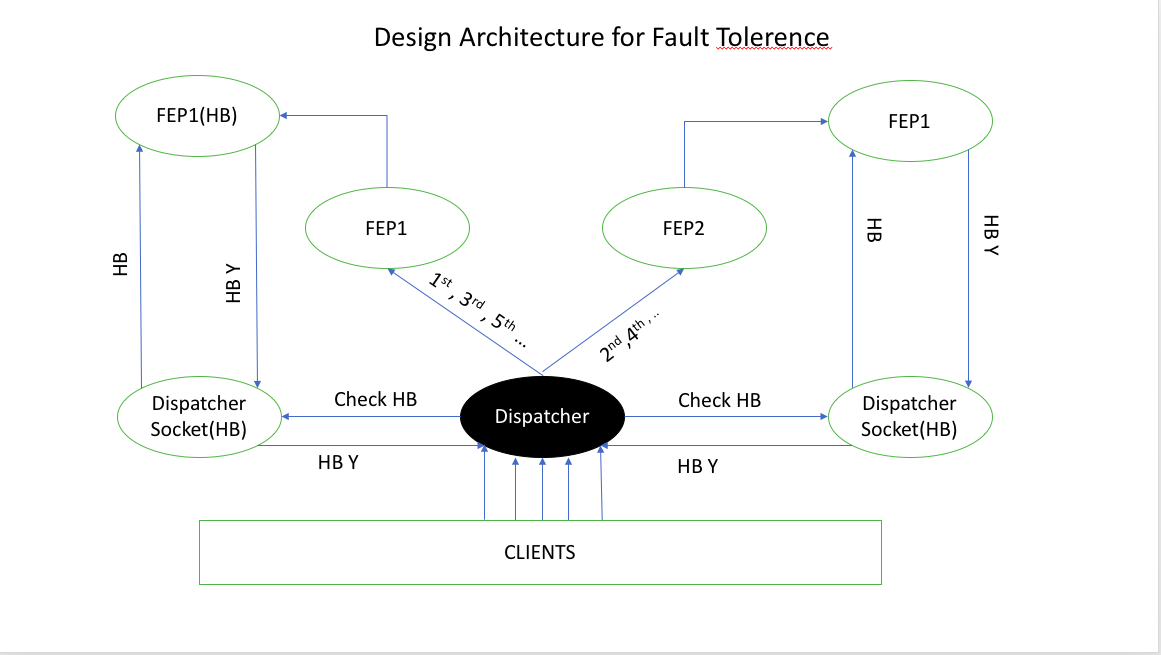 Design Architecture for Fault Tolerence
FEP1(HB)
FEP1
FEP1
FEP2
HB
HB Y
HB
HB Y
1st, 3rd, 5th...
2nd,4th,..
Dispatcher
Socket(HB)
Check HB
Dispatcher
Check HB
Dispatcher
Socket(HB)
HB Y
HB Y
CLIENTS